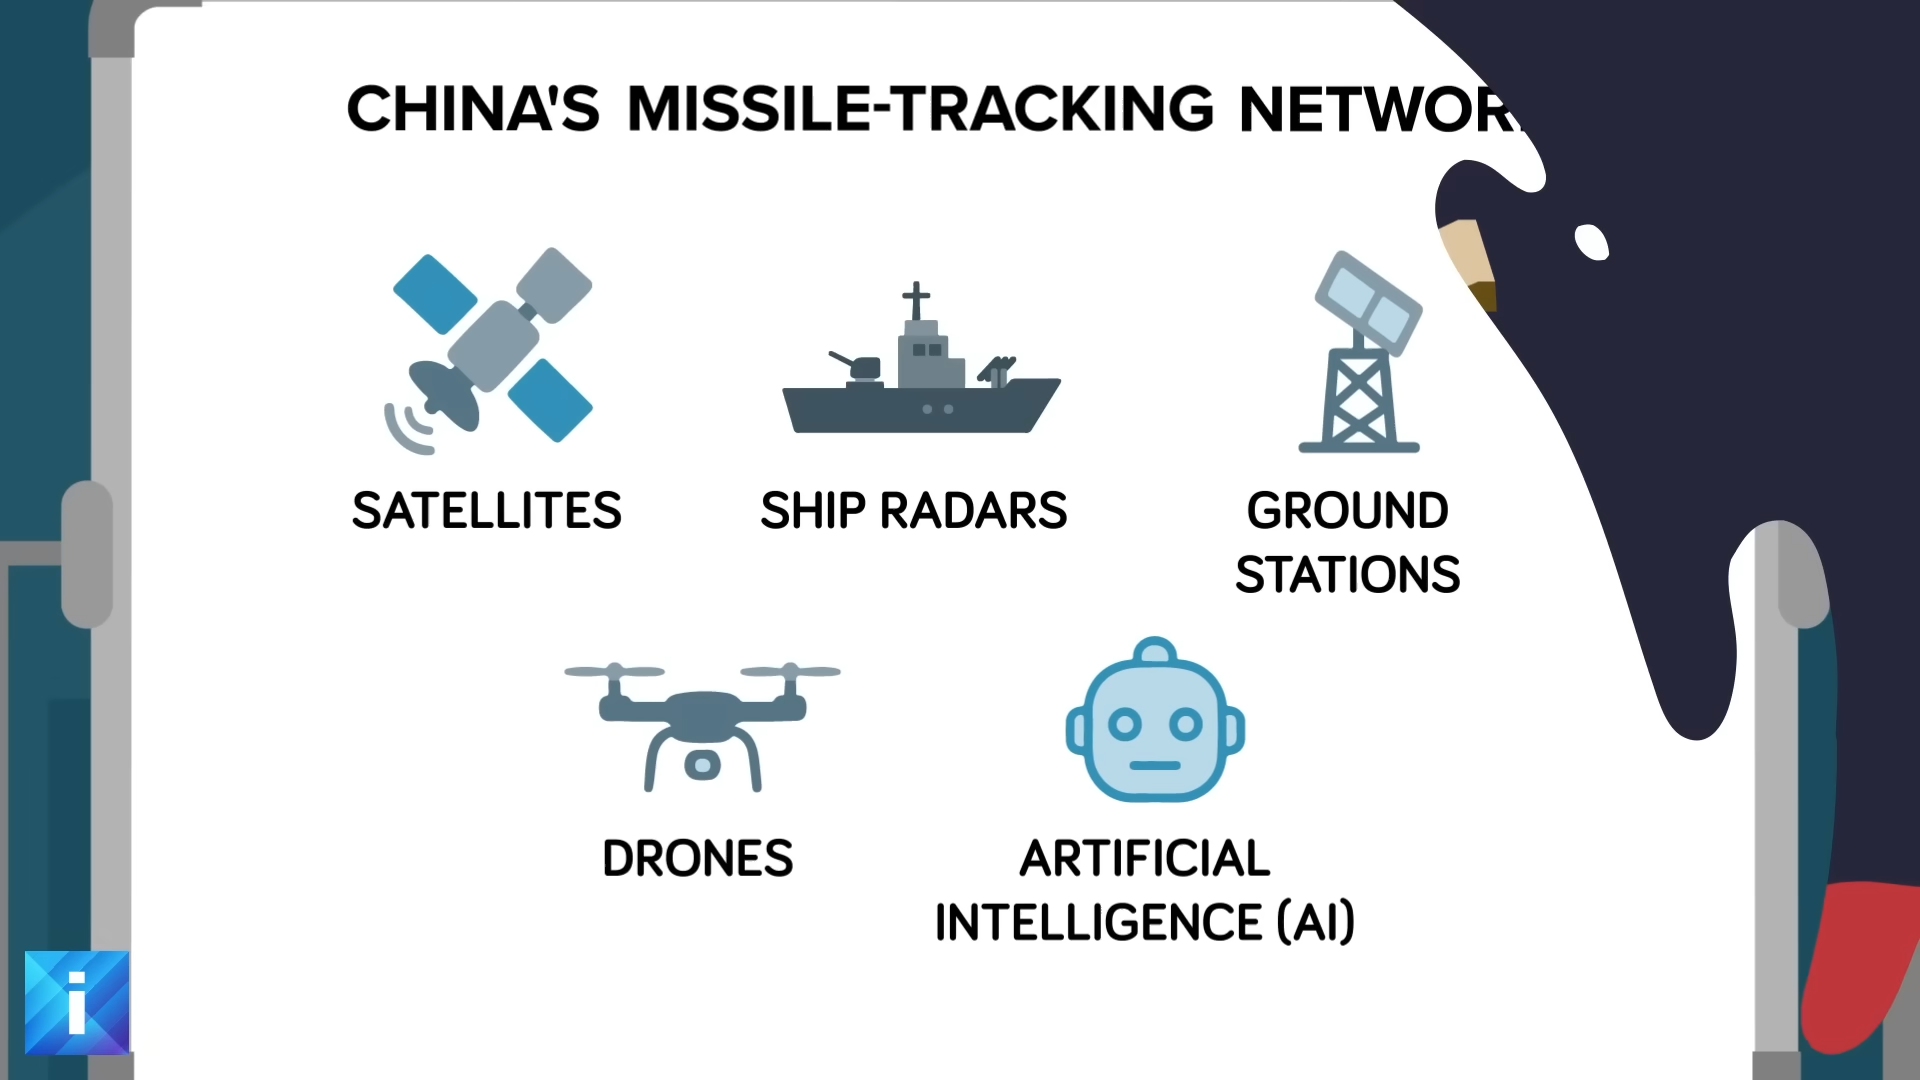 CHINA'S MISSILE-TRACKING NETWOR
SATELLITES
SHIP RADARS
GROUND
STATIONS
DRONES
ARTIFICIAL
INTELLIGENCE (AI)
i